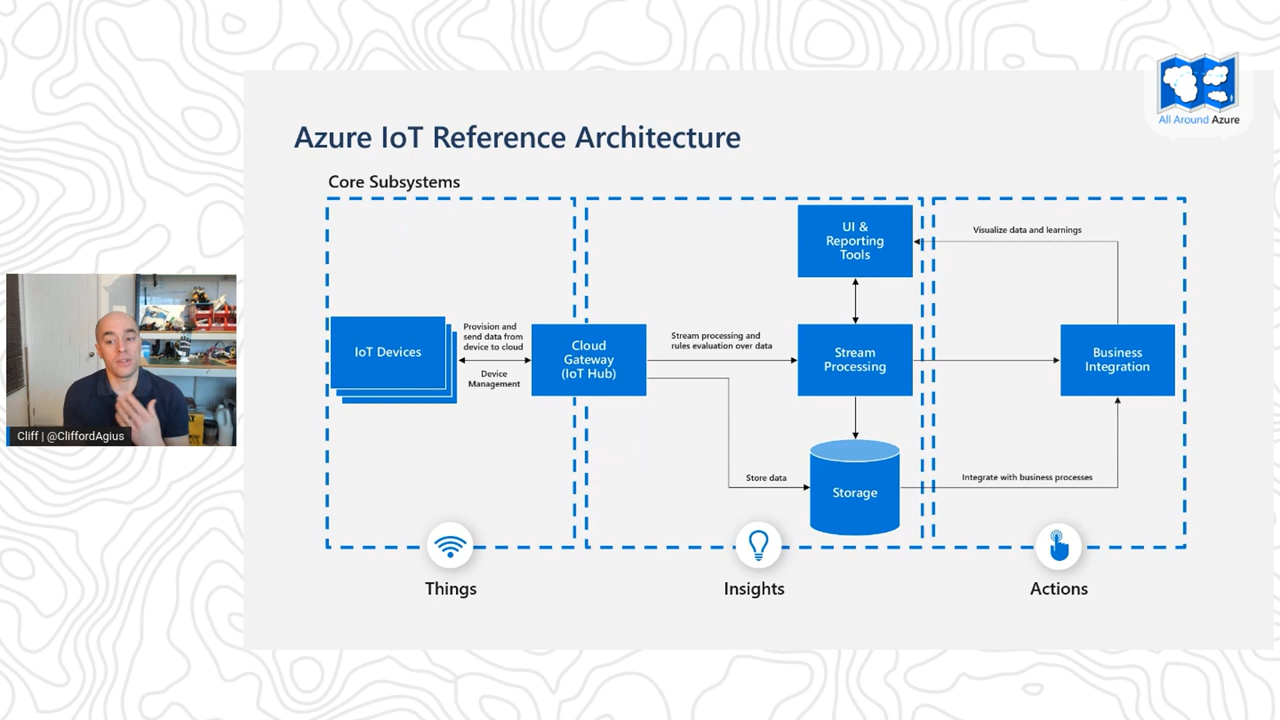 All Around Azure
Azure IoT Reference Architecture
Core Subsystems
UI &
Reporting
Tools
Visualize data and learnings
IoT Devices
Provision and
send data from
device to cloud
Device
Management
Cloud
Gateway
(IoT Hub)
Stream processing and
rules evaluation over data
Stream
Processing
Business
Integration
Store data
Storage
Integrate with business processes
Things
Insights
Actions
Cliff | @CliffordAgius